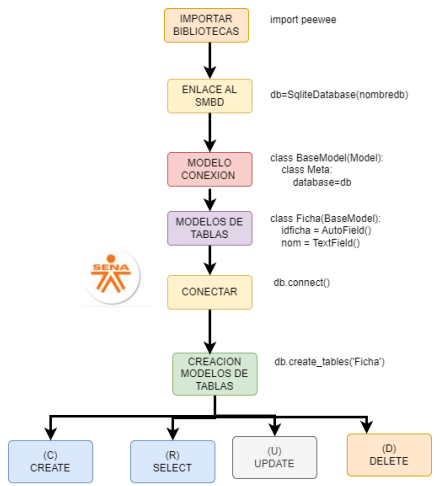 IMPORTAR
BIBLIOTECAS
import peewee
ENLACE AL
SMBD
db=SqliteDatabase(nombredb)
MODELO
CONEXION
class BaseModel(Model):
class Meta:
database=db
MODELOS DE
TABLAS
class Ficha(BaseModel):
idficha = AutoField()
nom = TextField()
SENA
CONECTAR
db.connect()
CREACION
MODELOS DE
TABLAS
db.create_tables('Ficha')
(C)
CREATE
(R)
SELECT
(U)
UPDATE
(D)
DELETE